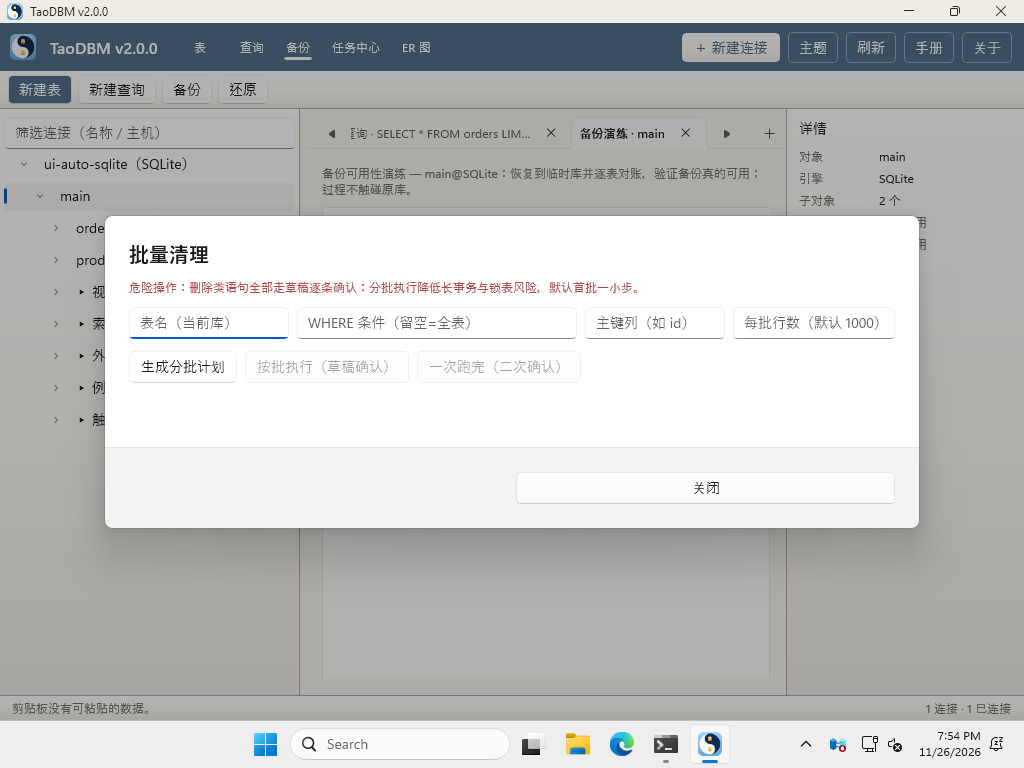 TaoDBM v2.0.0
TaoDBM v2.0.0
表
查询
备份
任务中心
ER 图
+ 新建连接
主题
刷新
手册
关于
新建表
新建查询
备份
还原
筛选连接（名称 / 主机）
ui-auto-sqlite（SQLite）
main
orde
prod
视
索
外
例
触
询 · SELECT * FROM orders LIM...
备份演练 · main
备份可用性演练 — main@SQLite：恢复到临时库并逐表对账，验证备份真的可用；
过程不触碰原库。
详情
对象 main
引擎 SQLite
子对象 2 个
用
用
批量清理
危险操作：删除类语句全部走草稿逐条确认；分批执行降低长事务与锁表风险，默认首批一小步。
表名（当前库）
WHERE 条件（留空=全表）
主键列（如 id）
每批行数（默认 1000）
生成分批计划
按批执行（草稿确认）
一次跑完（二次确认）
关闭
剪贴板没有可粘贴的数据。
1 连接 · 1 已连接
Search
7:54 PM
11/26/2026